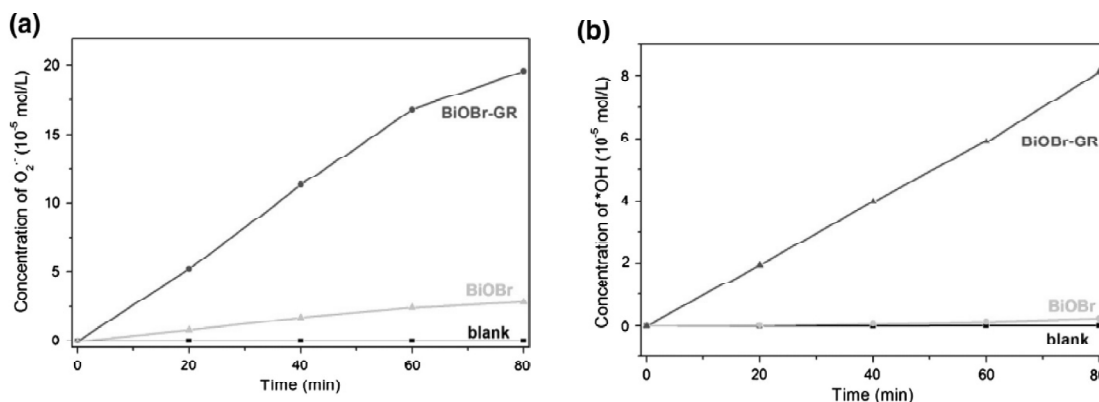 (a)
Concentration of O₂˙⁻ (10⁻⁵ mcl/L)
20
15
10
5
0
BiOBr-GR
BiOBr
blank
0 20 40 60 80
Time (min)
(b)
Concentration of *OH (10⁻⁵ mcl/L)
8
6
4
2
0
BiOBr-GR
BiOBr
blank
0 20 40 60 80
Time (min)